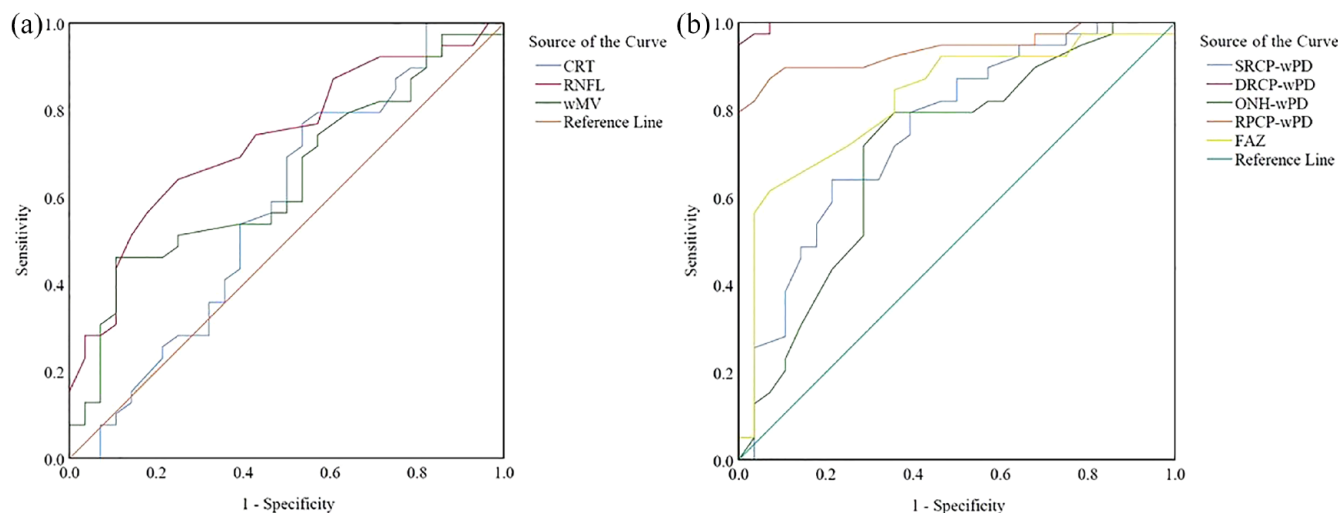 (a)
1.0
0.8
0.6
0.4
0.2
0.0
Sensitivity
0.0 0.2 0.4 0.6 0.8 1.0
1 - Specificity
Source of the Curve
CRT
RNFL
wMV
Reference Line
(b)
1.0
0.8
0.6
0.4
0.2
0.0
Sensitivity
0.0 0.2 0.4 0.6 0.8 1.0
1 - Specificity
Source of the Curve
SRCP-wPD
DRCP-wPD
ONH-wPD
RPCP-wPD
FAZ
Reference Line